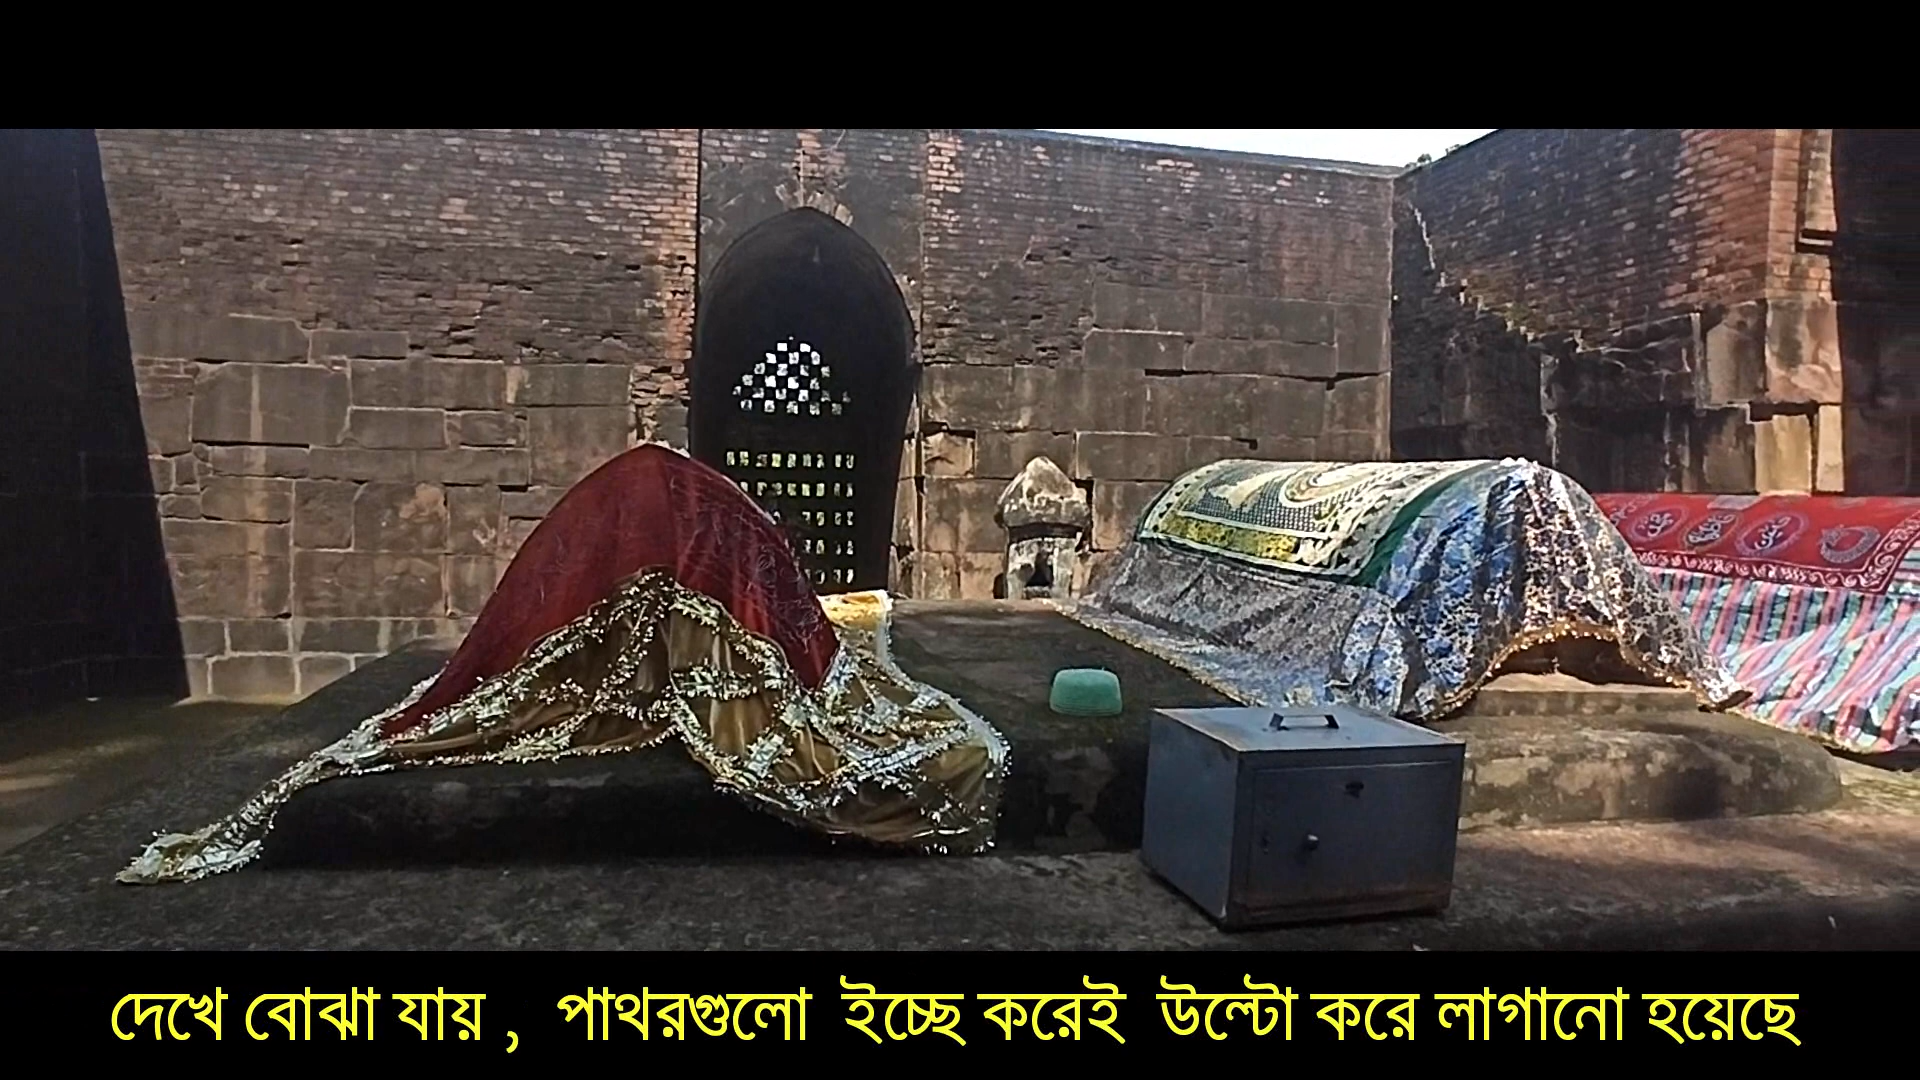 দেখে বোঝা যায় , পাথরগুলো ইচ্ছে করেই উল্টো করে লাগানো হয়েছে